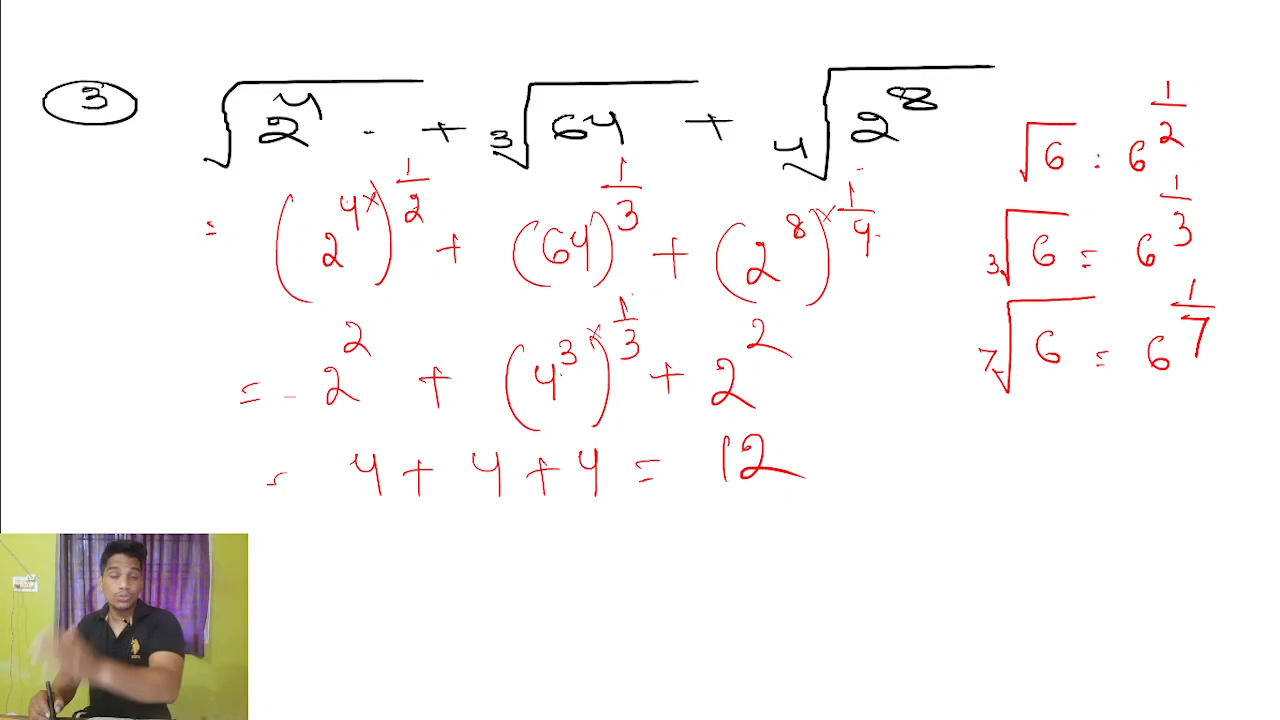 ③ √(2⁴) + ∛64 + ∜(2⁸)
= (2⁴)^×1/2 + (64)^1/3 + (2⁸)^×1/4
= 2² + (4³)^×1/3 + 2²
= 4 + 4 + 4 = 12
√6 = 6^1/2
∛6 = 6^1/3
⁷√6 = 6^1/7